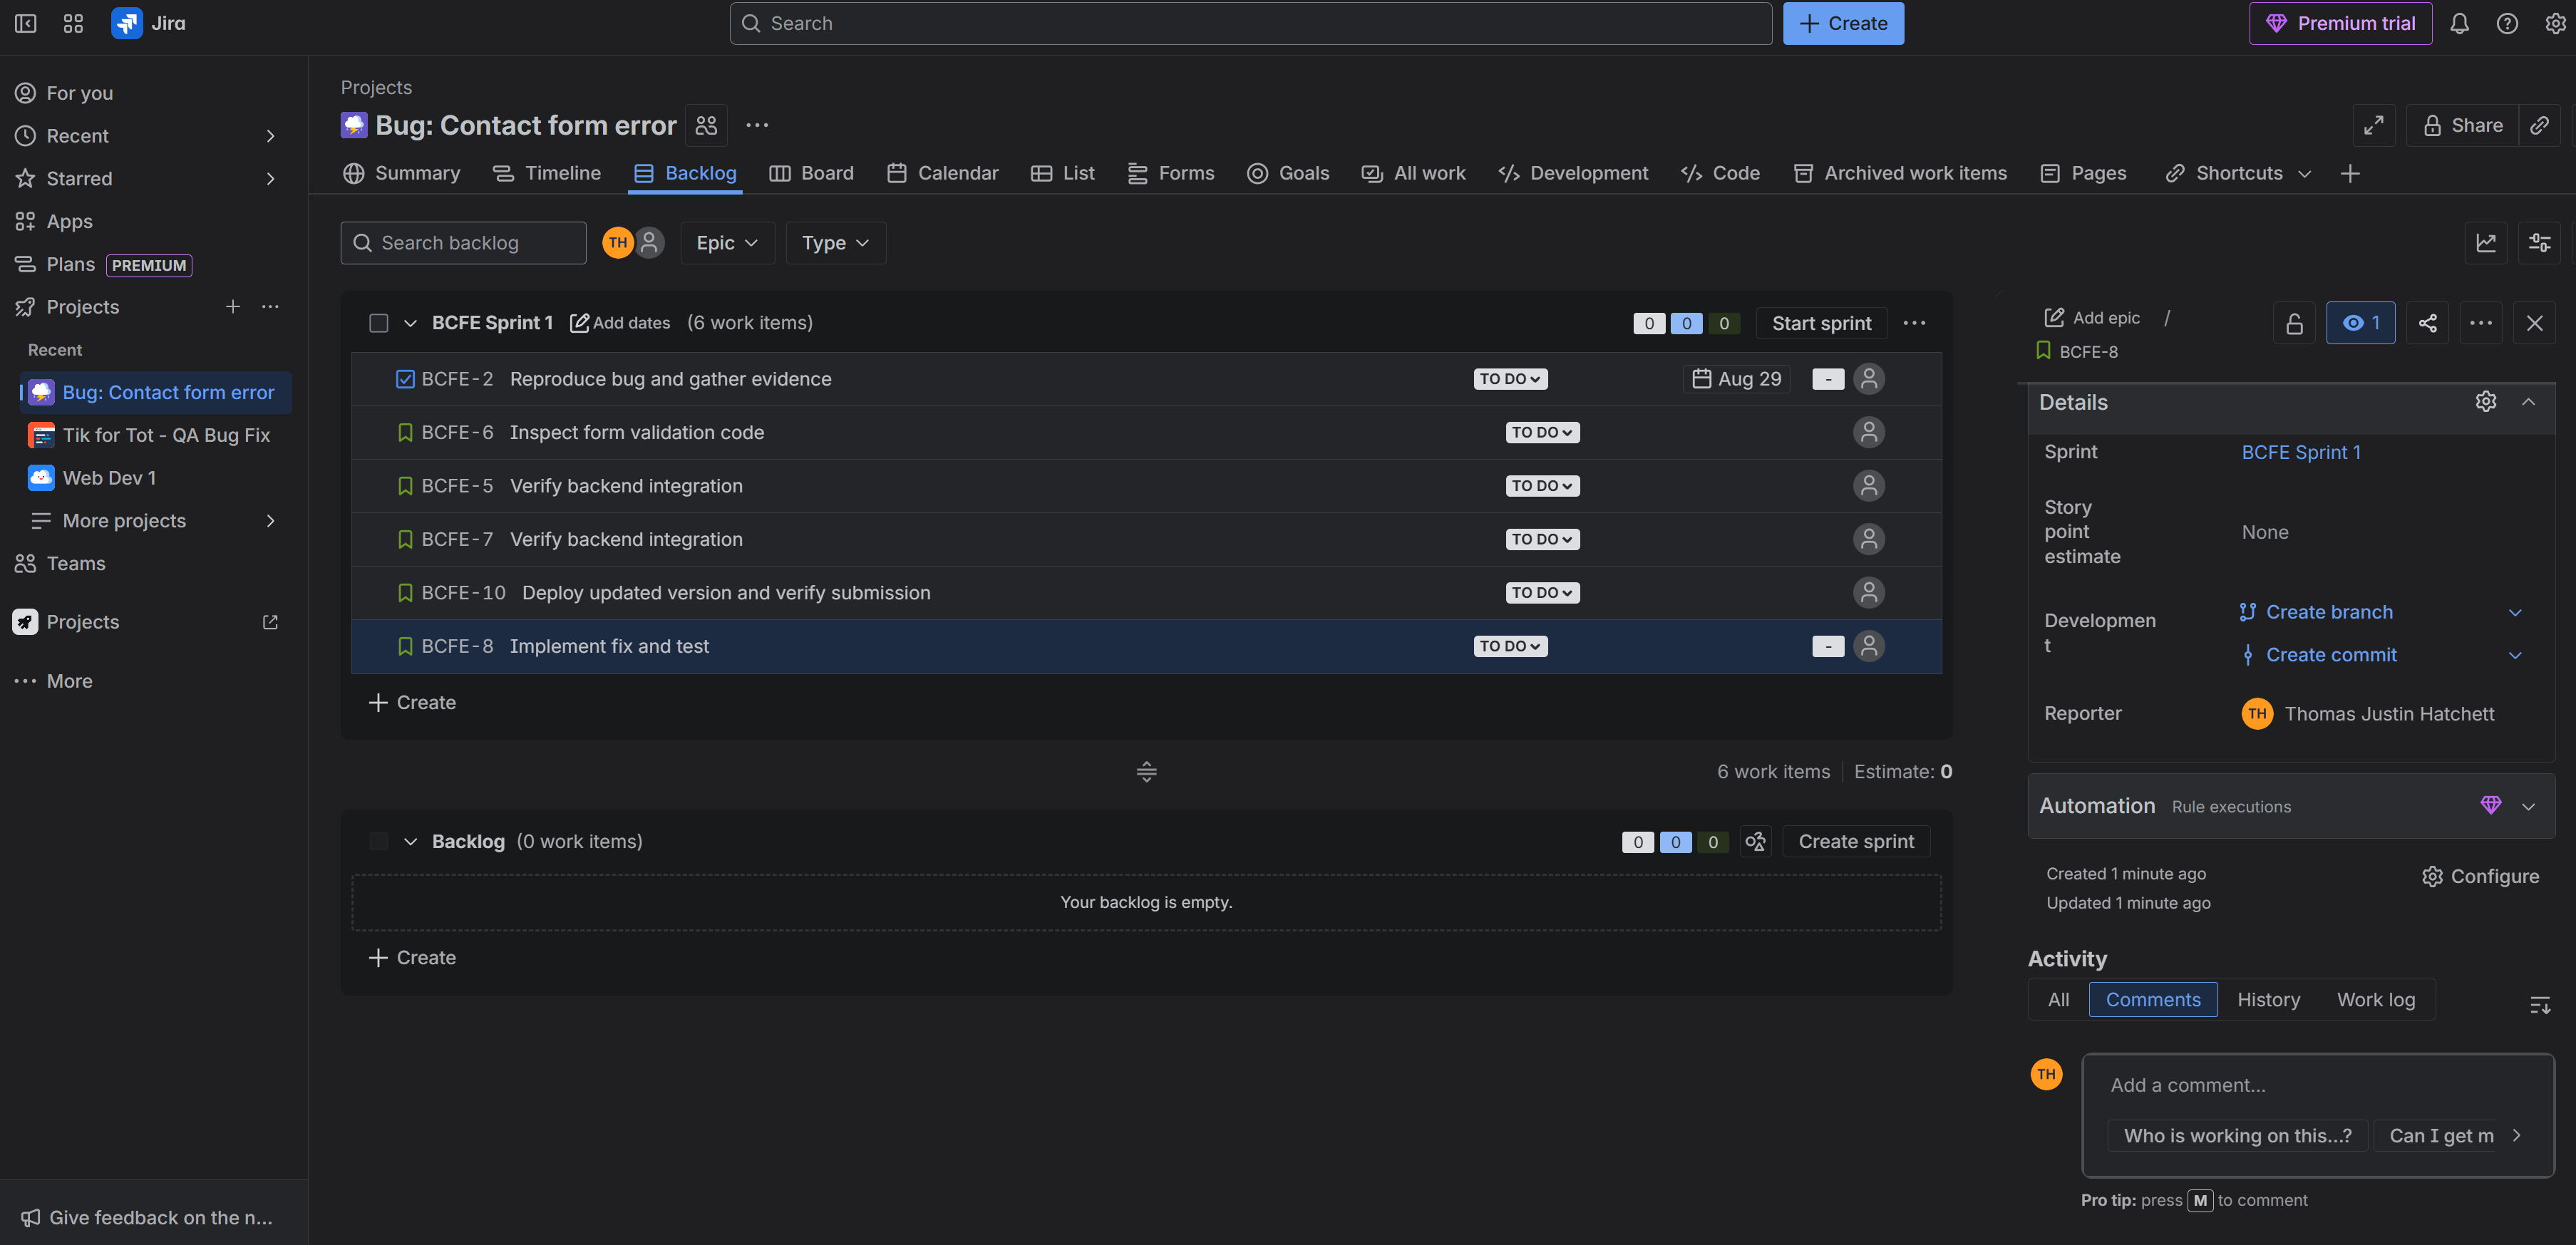 Jira
Search
Create
Premium trial
For you
Recent
Starred
Apps
Plans PREMIUM
Projects
Recent
Bug: Contact form error
Tik for Tot - QA Bug Fix
Web Dev 1
More projects
Teams
Projects
More
Give feedback on the n...
Projects
Bug: Contact form error
Share
Summary Timeline Backlog Board Calendar List Forms Goals All work Development Code Archived work items Pages Shortcuts
Search backlog
TH
Epic
Type
BCFE Sprint 1 Add dates (6 work items) 0 0 0 Start sprint
BCFE-2 Reproduce bug and gather evidence TO DO Aug 29 -
BCFE-6 Inspect form validation code TO DO
BCFE-5 Verify backend integration TO DO
BCFE-7 Verify backend integration TO DO
BCFE-10 Deploy updated version and verify submission TO DO
BCFE-8 Implement fix and test TO DO -
Create
6 work items Estimate: 0
Backlog (0 work items) 0 0 0 Create sprint
Your backlog is empty.
Create
Add epic /
BCFE-8
1
Details
Sprint BCFE Sprint 1
Story
point
estimate
None
Developmen
t
Create branch
Create commit
Reporter TH Thomas Justin Hatchett
Automation Rule executions
Created 1 minute ago
Updated 1 minute ago
Configure
Activity
All Comments History Work log
TH
Add a comment...
Who is working on this...? Can I get m
Pro tip: press M to comment